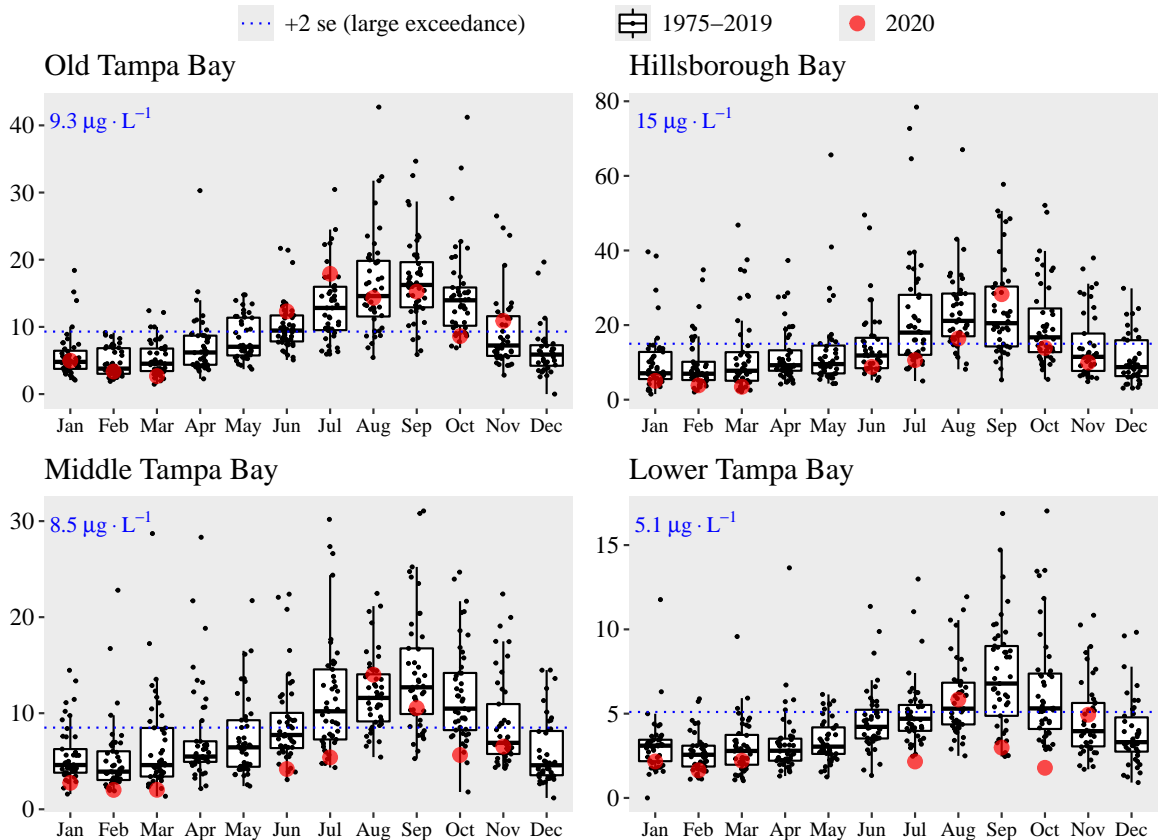 +2 se (large exceedance) 1975–2019 2020
Old Tampa Bay
9.3 μg · L⁻¹
40
30
20
10
0
Jan Feb Mar Apr May Jun Jul Aug Sep Oct Nov Dec
Hillsborough Bay
15 μg · L⁻¹
80
60
40
20
0
Jan Feb Mar Apr May Jun Jul Aug Sep Oct Nov Dec
Middle Tampa Bay
8.5 μg · L⁻¹
30
20
10
0
Jan Feb Mar Apr May Jun Jul Aug Sep Oct Nov Dec
Lower Tampa Bay
5.1 μg · L⁻¹
15
10
5
0
Jan Feb Mar Apr May Jun Jul Aug Sep Oct Nov Dec